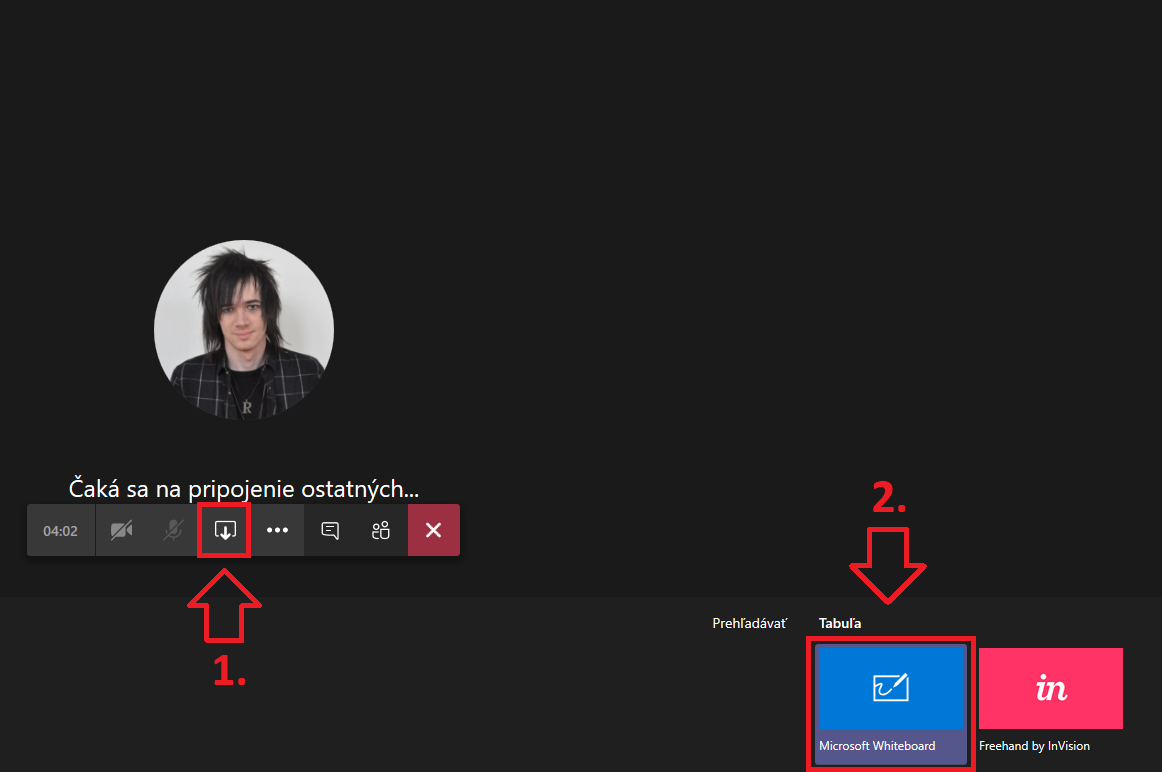 Čaká sa na pripojenie ostatných...
04:02
1.
2.
Prehľadávať
Tabuľa
in
Microsoft Whiteboard
Freehand by InVision
R